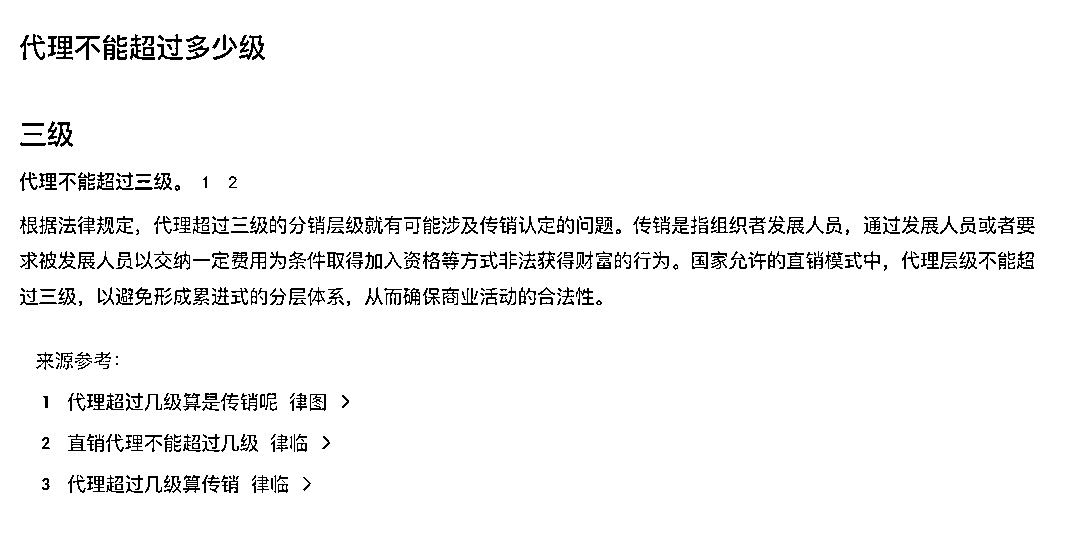 代理不能超过多少级
三级
代理不能超过三级。 1 2
根据法律规定，代理超过三级的分销层级就有可能涉及传销认定的问题。传销是指组织者发展人员，通过发展人员或者要
求被发展人员以交纳一定费用为条件取得加入资格等方式非法获得财富的行为。国家允许的直销模式中，代理层级不能超
过三级，以避免形成累进式的分层体系，从而确保商业活动的合法性。
来源参考：
1 代理超过几级算是传销呢 律图 >
2 直销代理不能超过几级 律临 >
3 代理超过几级算传销 律临 >